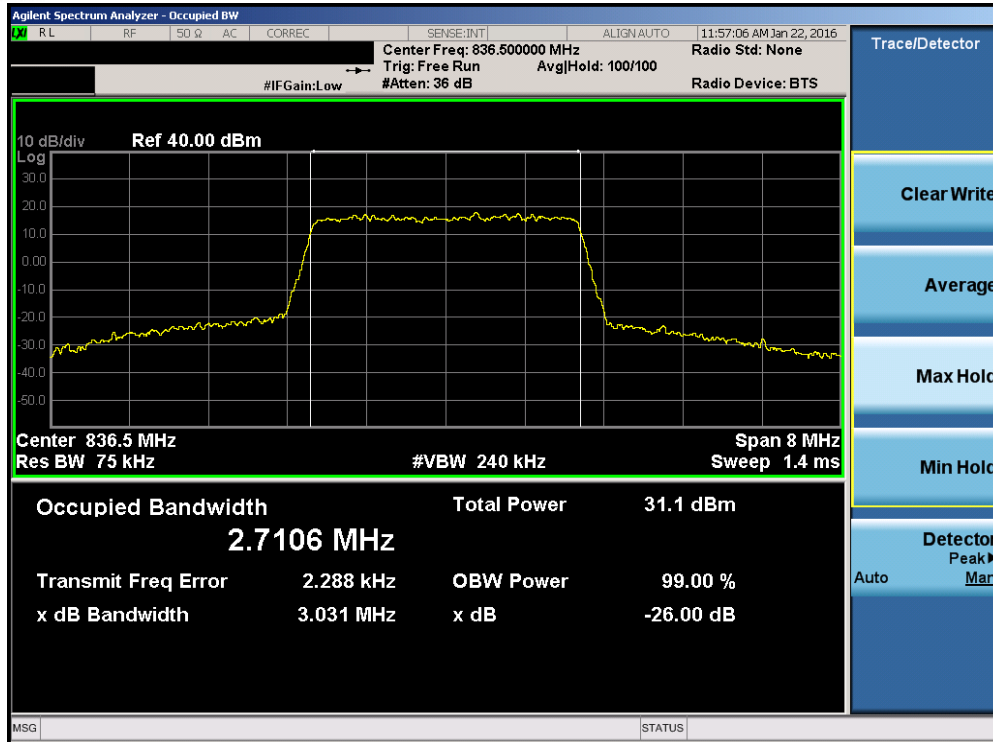 Agilent Spectrum Analyzer - Occupied BW
LXI RL RF 50 Ω AC CORREC SENSE:INT ALIGN AUTO 11:57:06 AM Jan 22, 2016
Center Freq: 836.500000 MHz Radio Std: None
Trig: Free Run Avg|Hold: 100/100
#IFGain:Low #Atten: 36 dB Radio Device: BTS
10 dB/div Ref 40.00 dBm
Log
30.0
20.0
10.0
0.00
-10.0
-20.0
-30.0
-40.0
-50.0
Center 836.5 MHz Span 8 MHz
Res BW 75 kHz #VBW 240 kHz Sweep 1.4 ms
Occupied Bandwidth Total Power 31.1 dBm
2.7106 MHz
Transmit Freq Error 2.288 kHz OBW Power 99.00 %
x dB Bandwidth 3.031 MHz x dB -26.00 dB
MSG STATUS
Trace/Detector
Clear Write
Average
Max Hold
Min Hold
Detector
Peak▶
Auto Man